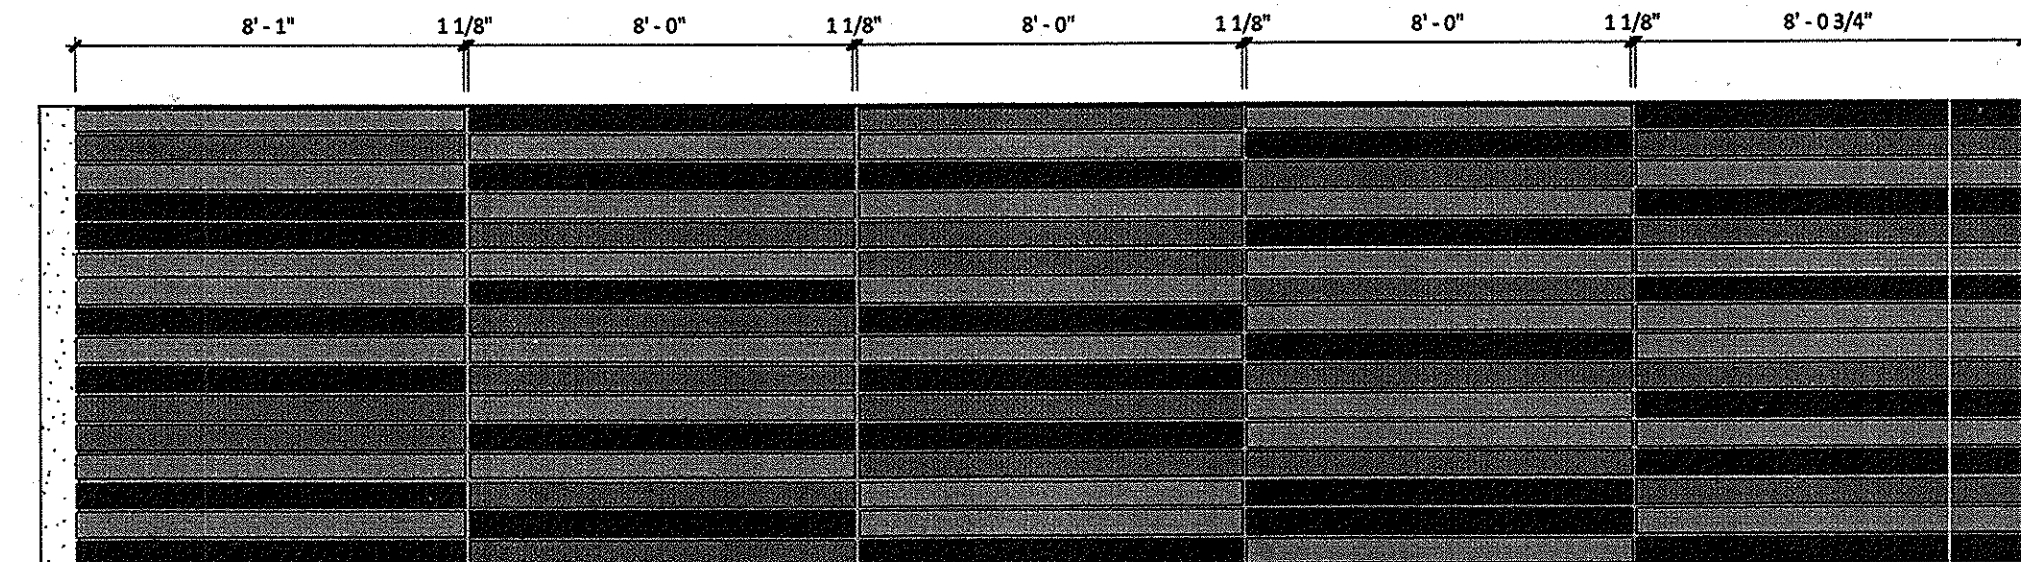 8' - 1" 1 1/8" 8' - 0" 1 1/8" 8' - 0" 1 1/8" 8' - 0" 1 1/8" 8' - 0 3/4"